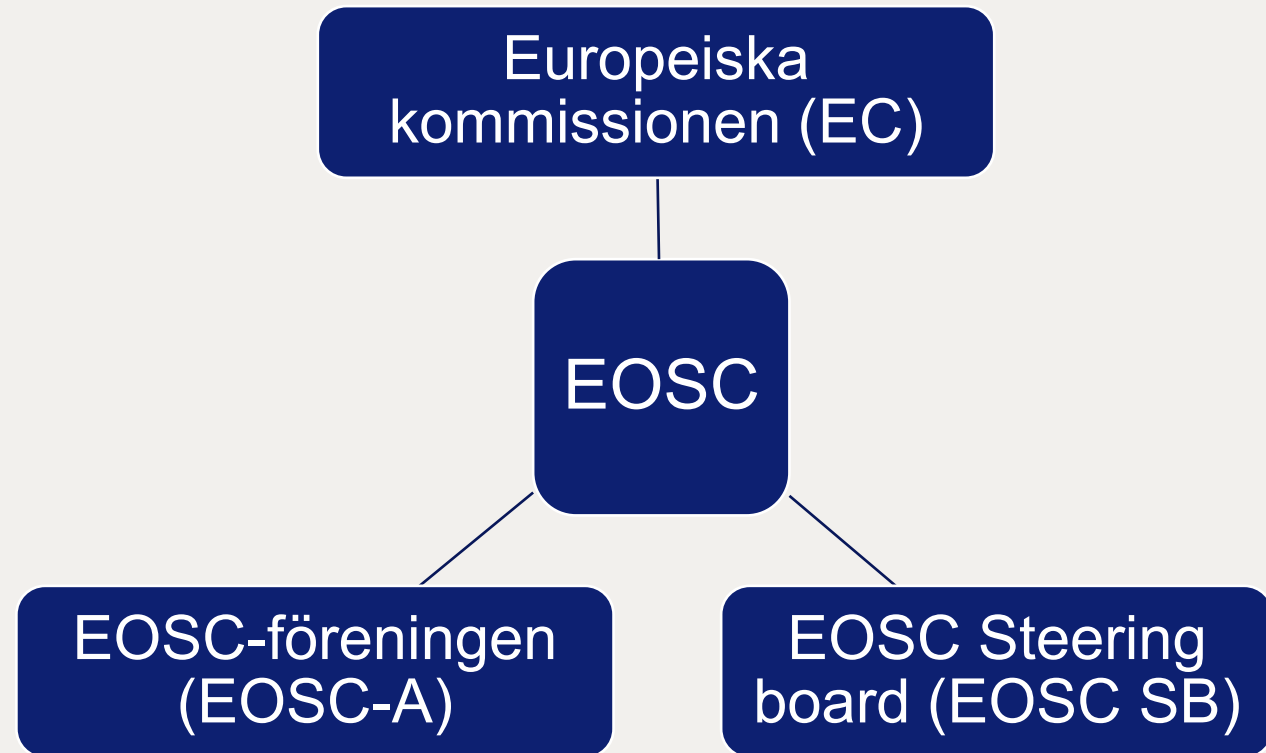 Europeiska
kommissionen (EC)
EOSC
EOSC-föreningen
(EOSC-A)
EOSC Steering
board (EOSC SB)